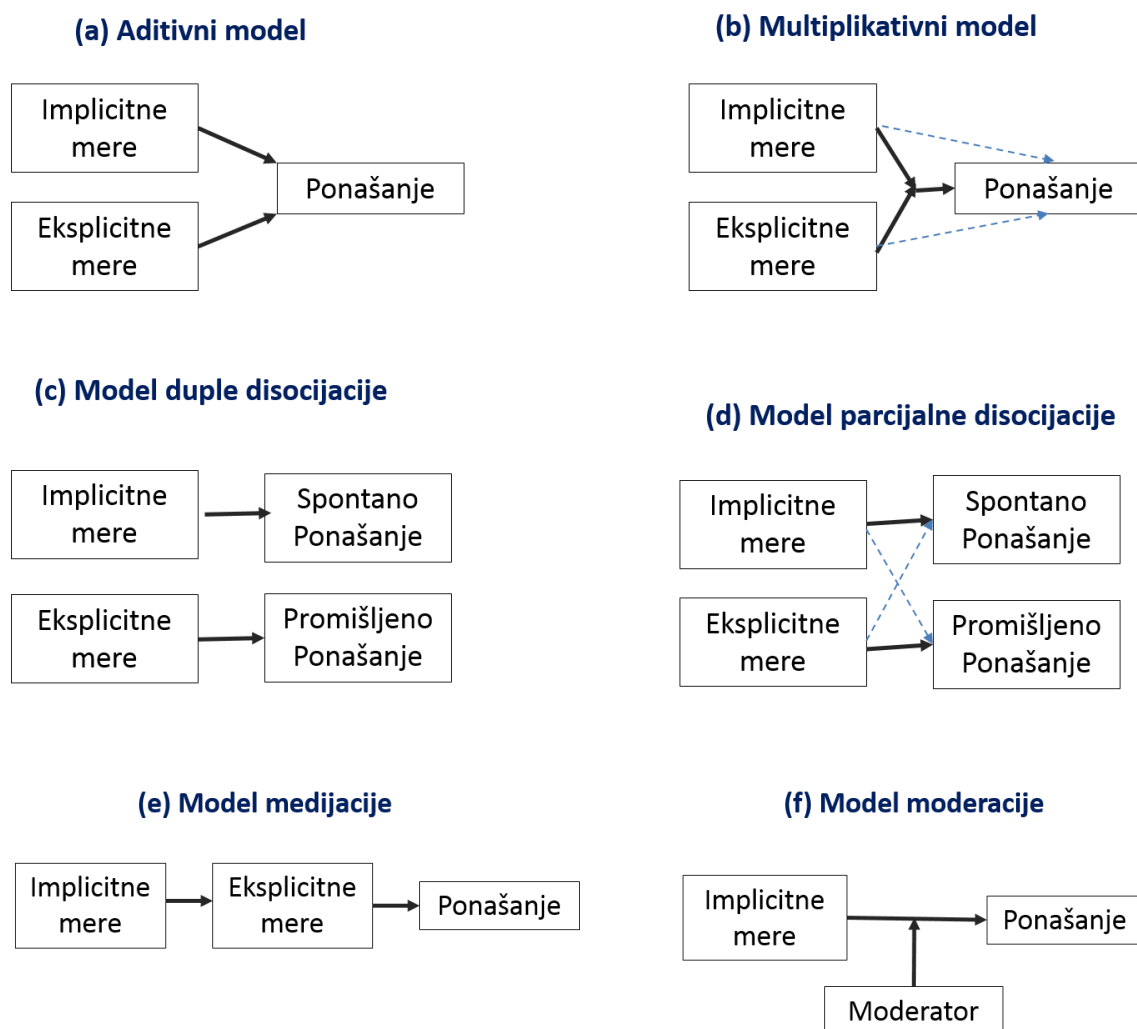 (a) Aditivni model
Implicitne
mere
Eksplicitne
mere
Ponašanje
(b) Multiplikativni model
Implicitne
mere
Eksplicitne
mere
Ponašanje
(c) Model duple disocijacije
Implicitne
mere
Spontano
Ponašanje
Eksplicitne
mere
Promišljeno
Ponašanje
(d) Model parcijalne disocijacije
Implicitne
mere
Spontano
Ponašanje
Eksplicitne
mere
Promišljeno
Ponašanje
(e) Model medijacije
Implicitne
mere
Eksplicitne
mere
Ponašanje
(f) Model moderacije
Implicitne
mere
Ponašanje
Moderator